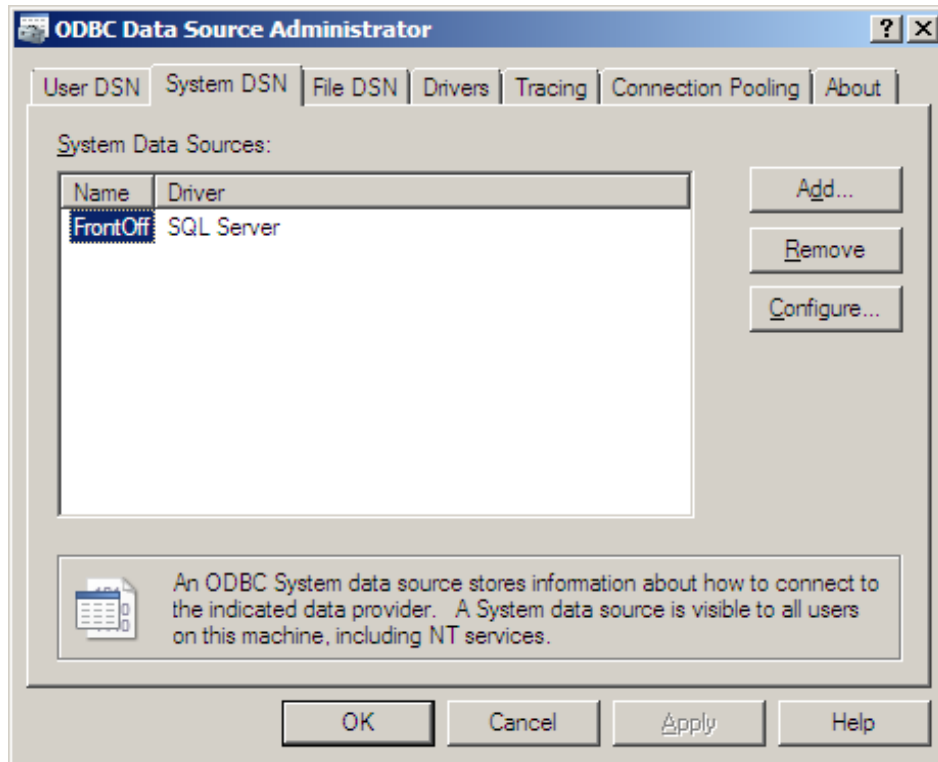 ODBC Data Source Administrator
User DSN System DSN File DSN Drivers Tracing Connection Pooling About
System Data Sources:
Name Driver
FrontOff SQL Server
Add...
Remove
Configure...
An ODBC System data source stores information about how to connect to
the indicated data provider. A System data source is visible to all users
on this machine, including NT services.
OK Cancel Apply Help